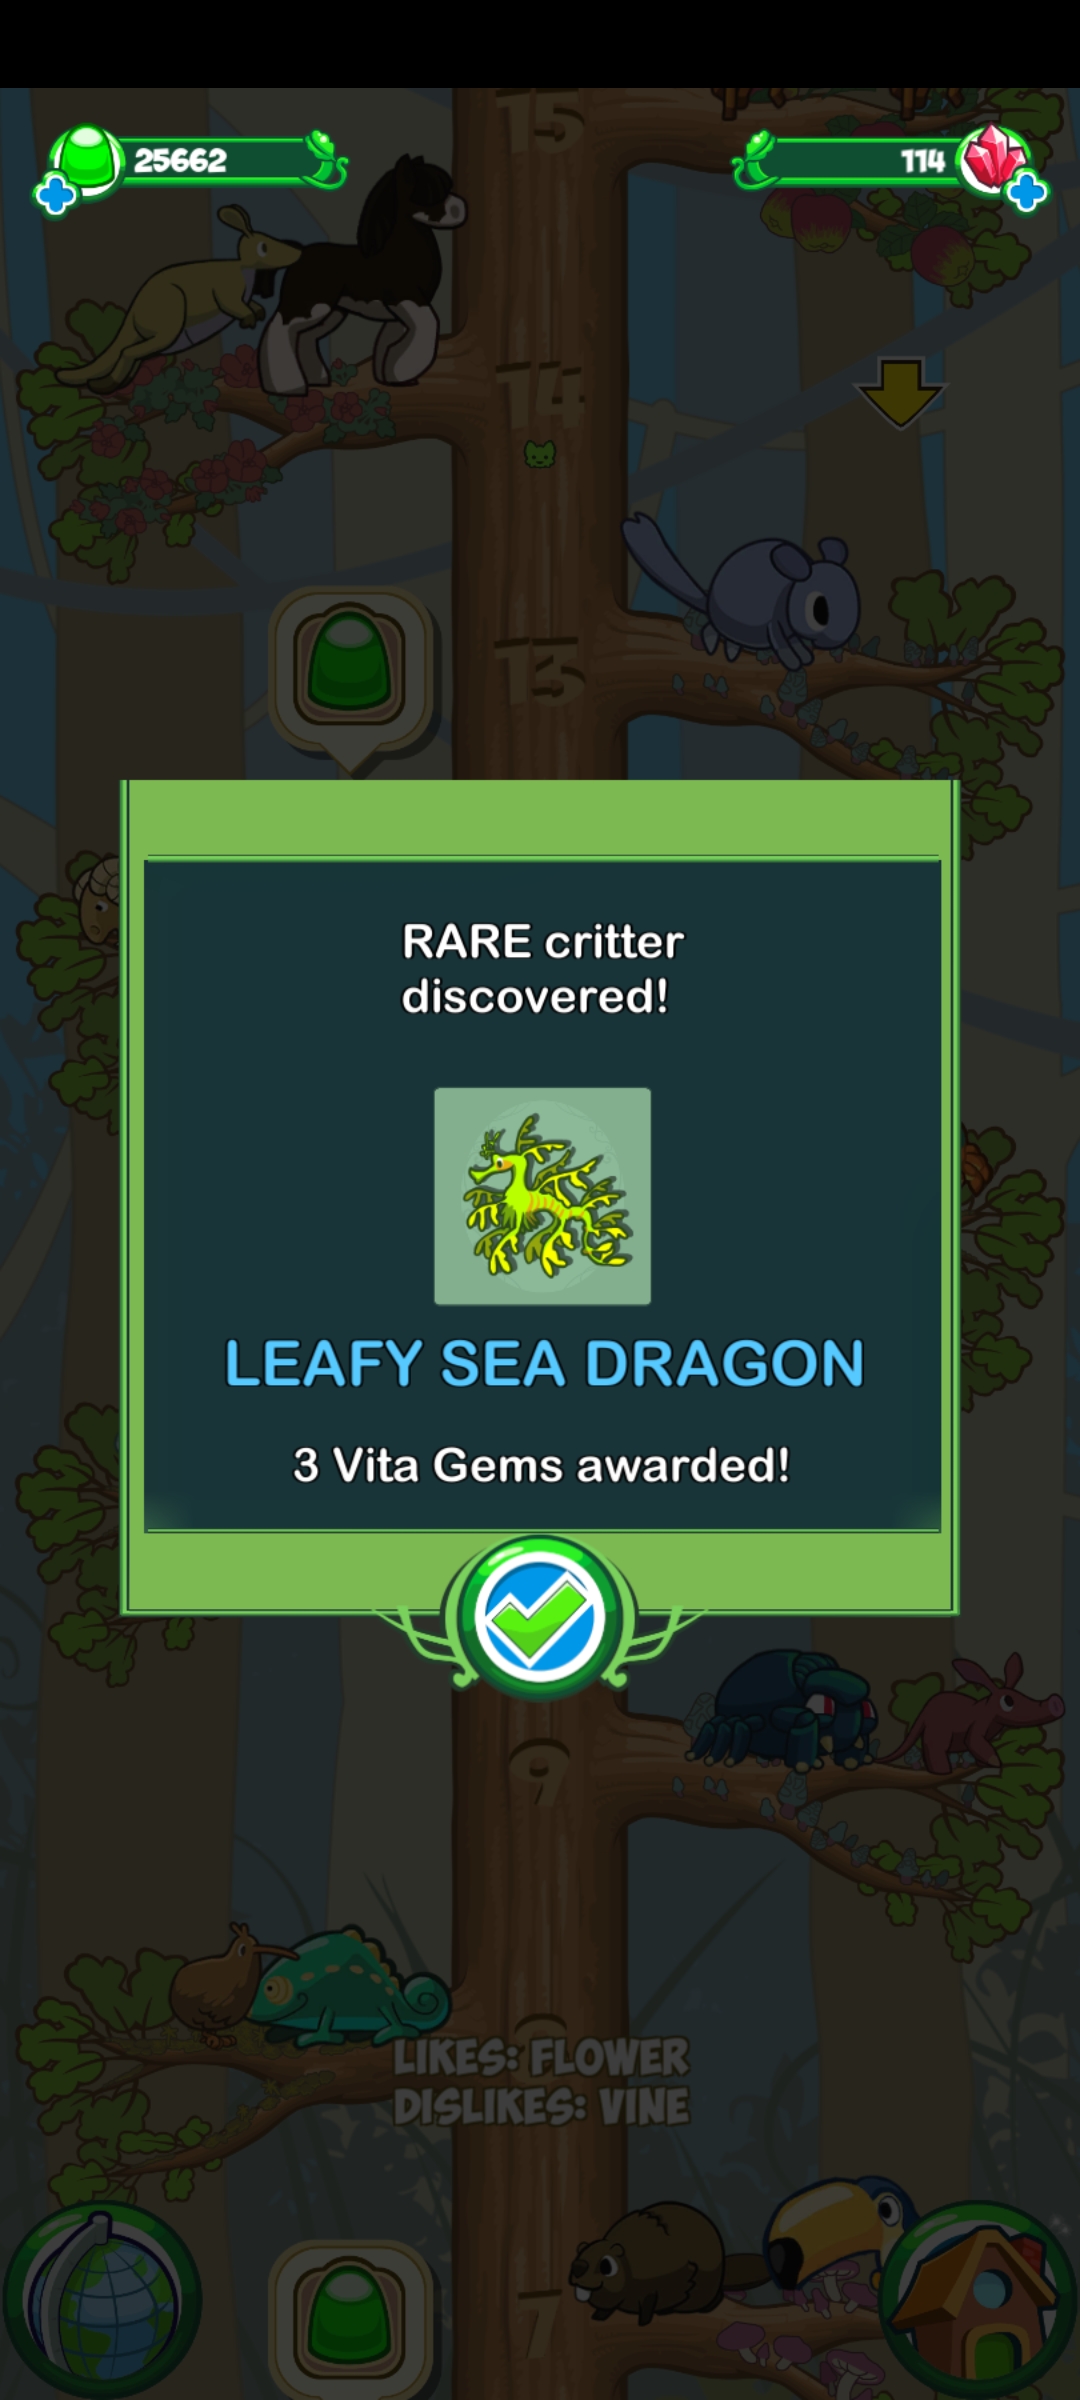 15
25662
114
14
13
RARE critter
discovered!
LEAFY SEA DRAGON
3 Vita Gems awarded!
9
LIKES: FLOWER
DISLIKES: VINE
7